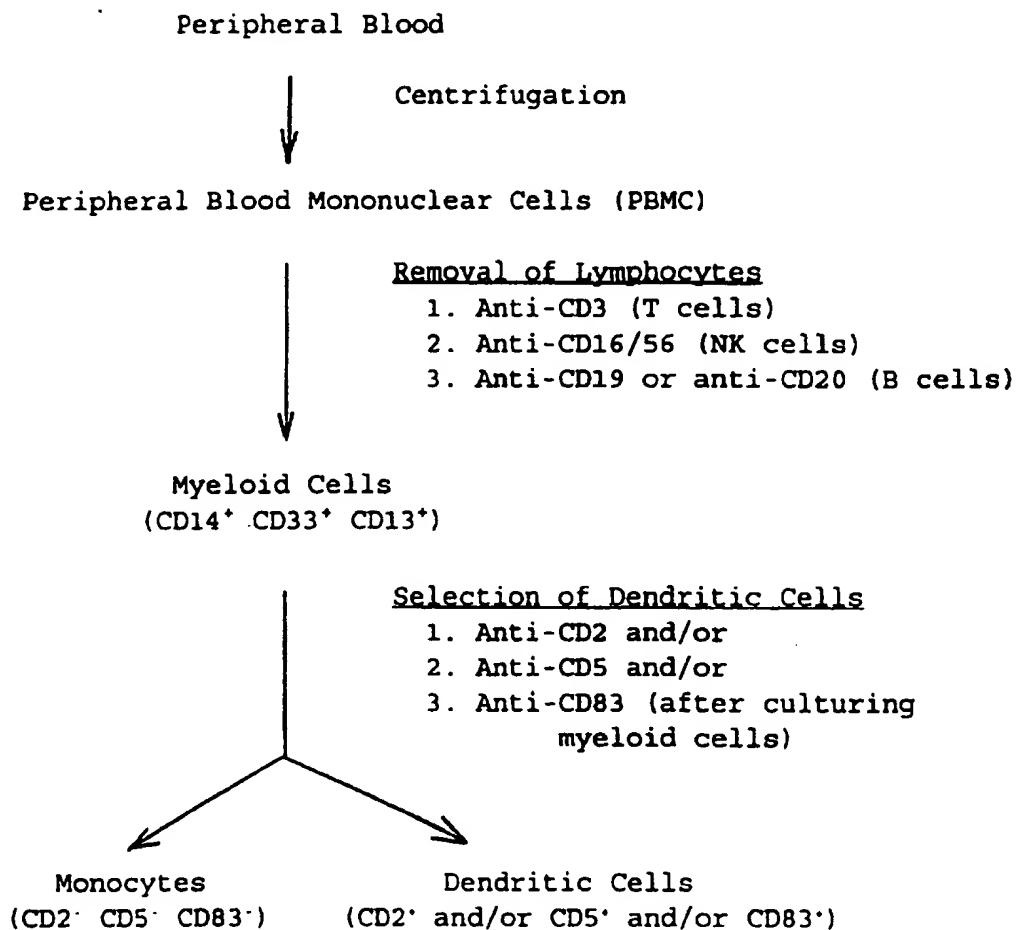 Peripheral Blood
Centrifugation
Peripheral Blood Mononuclear Cells (PBMC)
Removal of Lymphocytes
1. Anti-CD3 (T cells)
2. Anti-CD16/56 (NK cells)
3. Anti-CD19 or anti-CD20 (B cells)
Myeloid Cells
(CD14⁺ CD33⁺ CD13⁺)
Selection of Dendritic Cells
1. Anti-CD2 and/or
2. Anti-CD5 and/or
3. Anti-CD83 (after culturing
myeloid cells)
Monocytes
(CD2⁻ CD5⁻ CD83⁻)
Dendritic Cells
(CD2⁺ and/or CD5⁺ and/or CD83⁺)